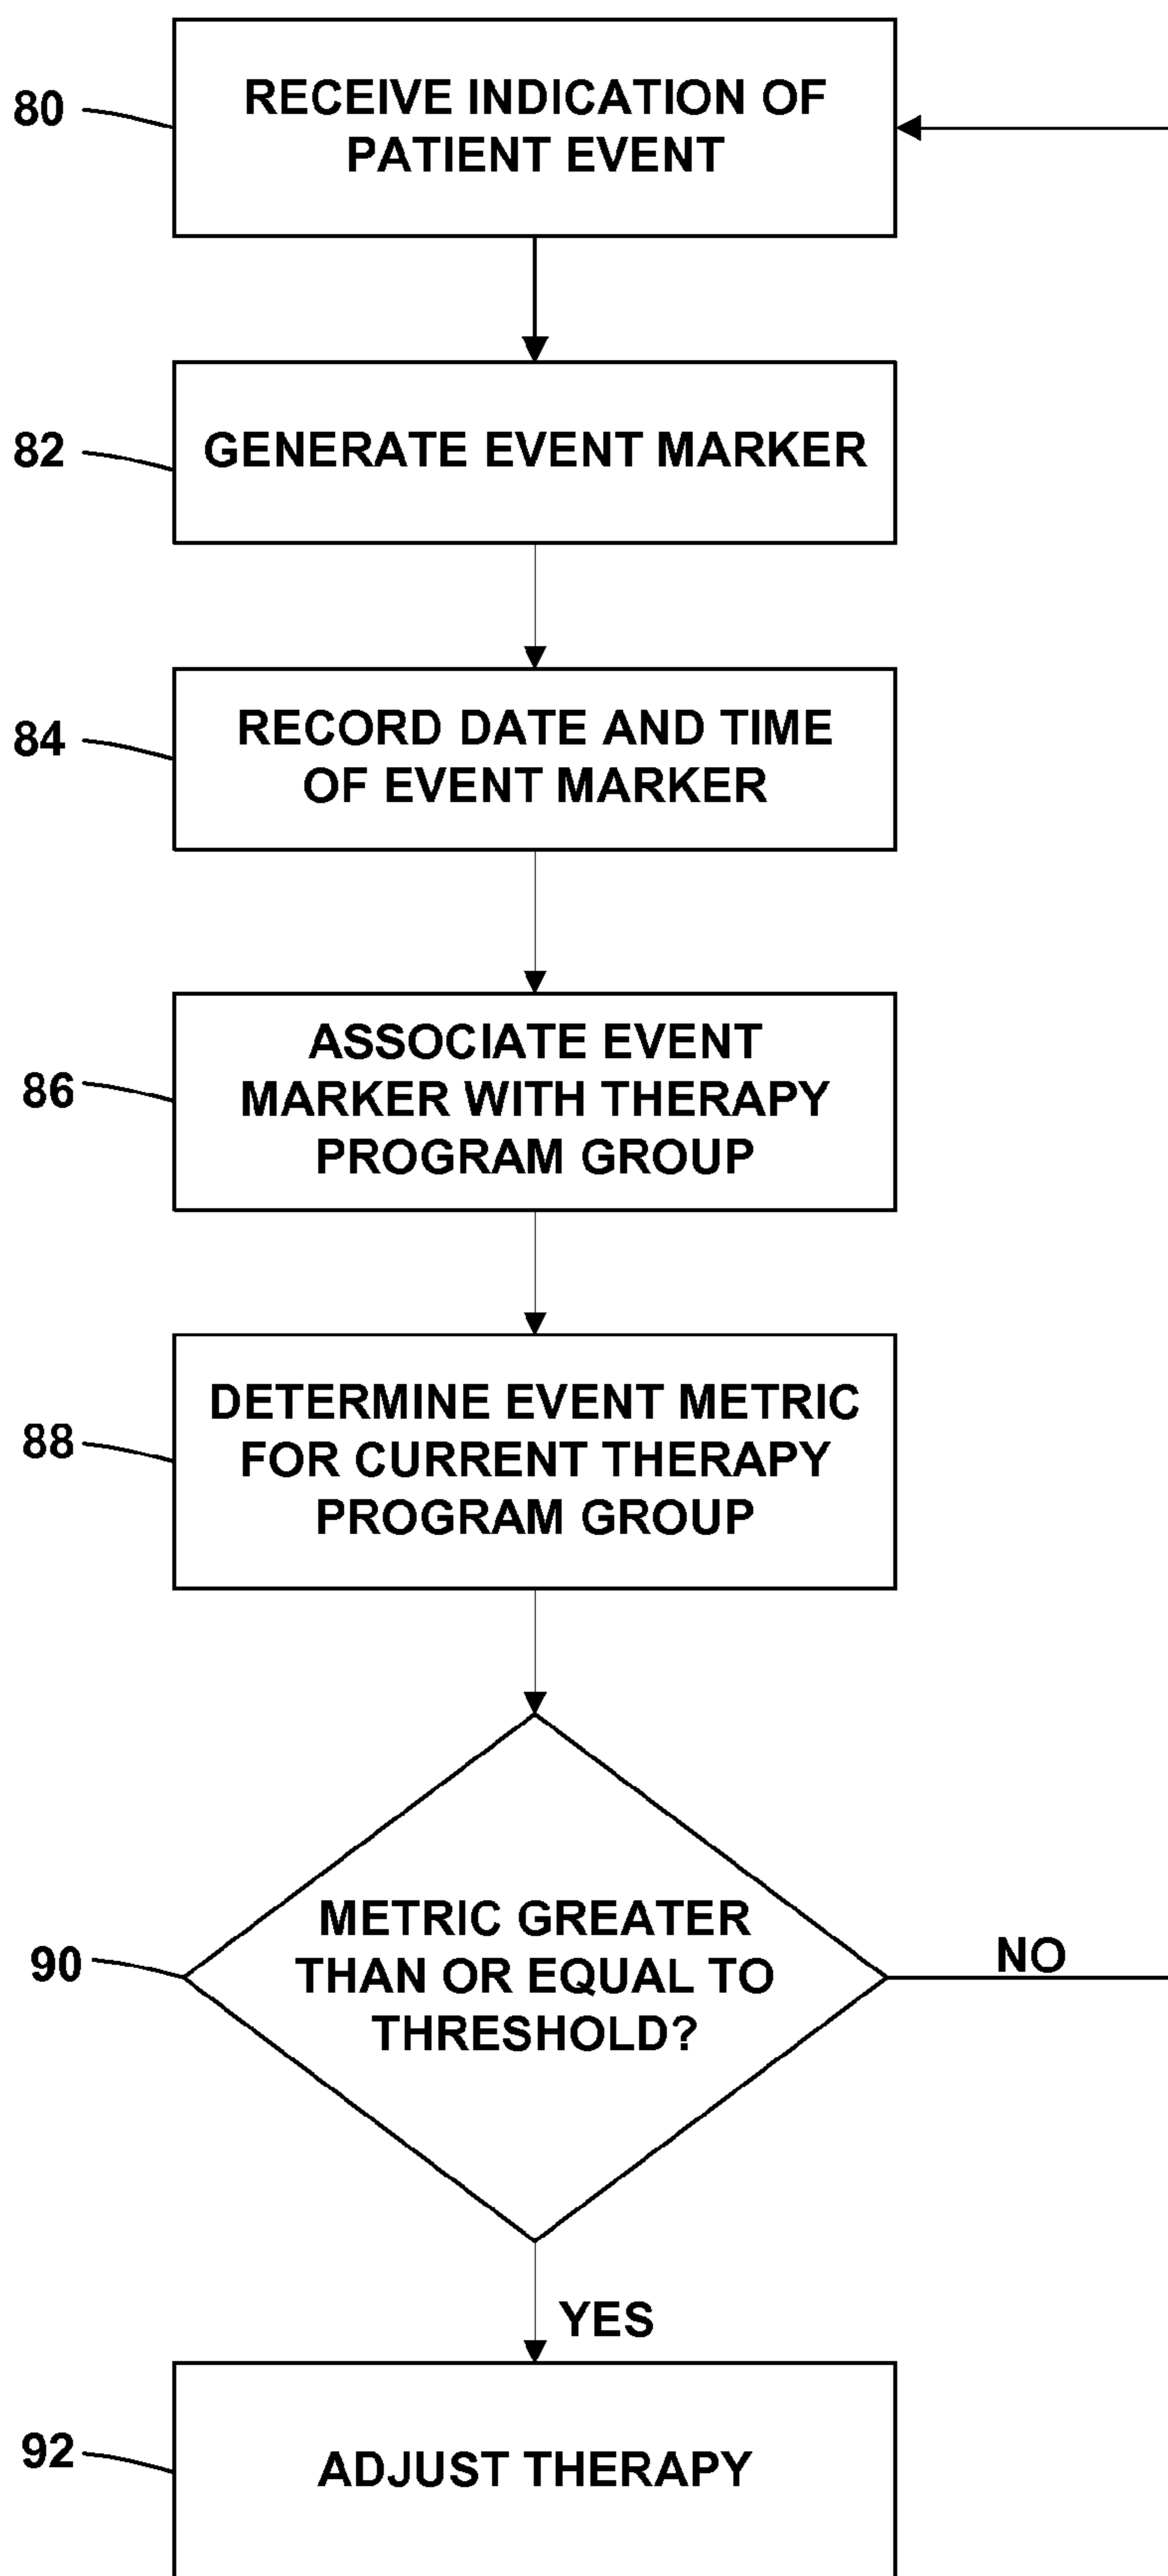 80
RECEIVE INDICATION OF
PATIENT EVENT
82
GENERATE EVENT MARKER
84
RECORD DATE AND TIME
OF EVENT MARKER
86
ASSOCIATE EVENT
MARKER WITH THERAPY
PROGRAM GROUP
88
DETERMINE EVENT METRIC
FOR CURRENT THERAPY
PROGRAM GROUP
90
METRIC GREATER
THAN OR EQUAL TO
THRESHOLD?
NO
YES
92
ADJUST THERAPY